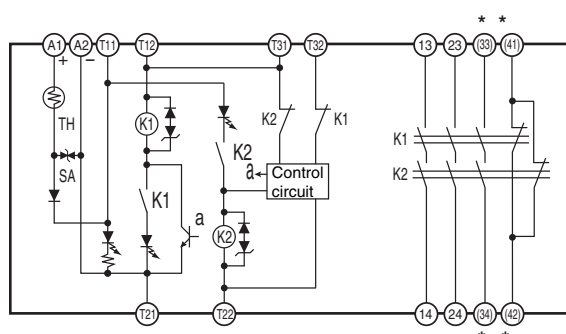 * *
A1 A2 T11 T12 T31 T32 13 23 (33) (41)
+ −
TH
K1
K2 K1
K1
SA
K2
a Control
circuit
K2
K1
a
K2
T21 T22 14 24 (34) (42)
* *